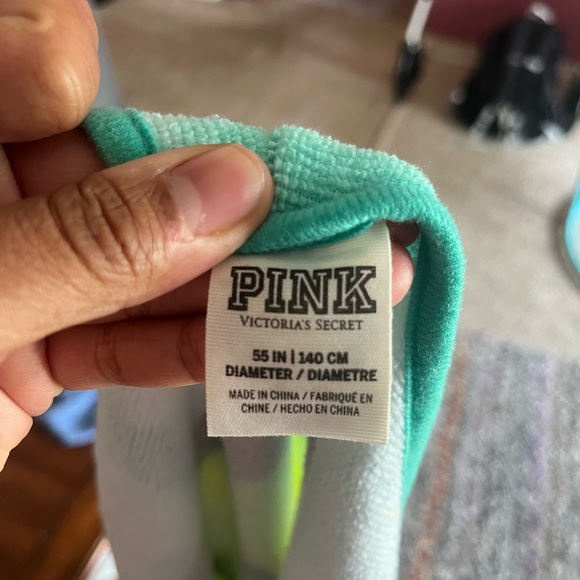 PINK
VICTORIA'S SECRET
55 IN | 140 CM
DIAMETER / DIAMETRE
MADE IN CHINA / FABRIQUÉ EN
CHINE / HECHO EN CHINA